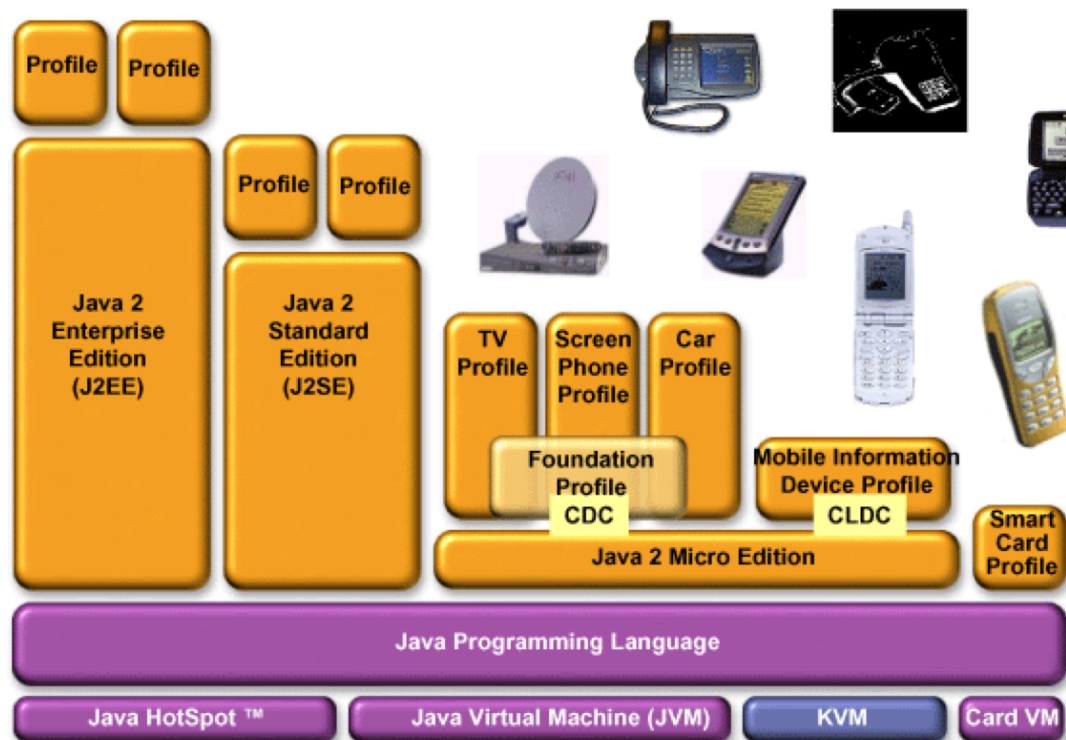 Profile
Profile
Profile
Profile
Java 2
Enterprise
Edition
(J2EE)
Java 2
Standard
Edition
(J2SE)
TV
Profile
Screen
Phone
Profile
Car
Profile
Foundation
Profile
CDC
Mobile Information
Device Profile
CLDC
Smart
Card
Profile
Java 2 Micro Edition
Java Programming Language
Java HotSpot ™
Java Virtual Machine (JVM)
KVM
Card VM